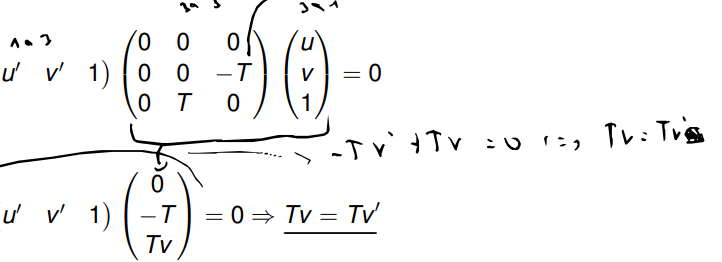 1 x 3 3 x 3 3 x 1
u′ v′ 1) (0 0 0 0 0 −T 0 T 0) (u v 1) = 0
−Tv′ + Tv = 0 Tv = Tv′
u′ v′ 1) (0 −T Tv) = 0 ⇒ Tv = Tv′